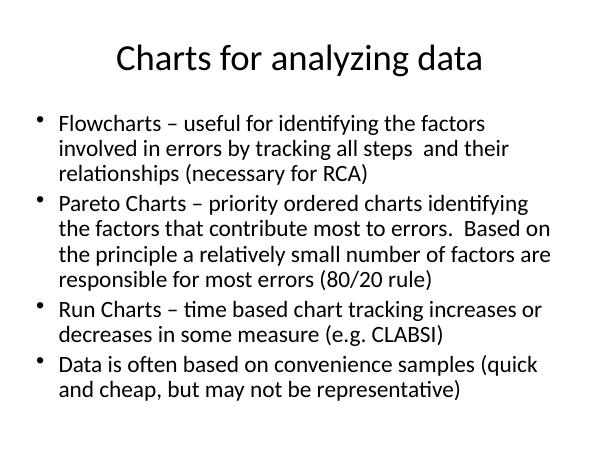 Charts for analyzing data
• Flowcharts – useful for identifying the factors
involved in errors by tracking all steps  and their
relationships (necessary for RCA)
• Pareto Charts – priority ordered charts identifying
the factors that contribute most to errors.  Based on
the principle a relatively small number of factors are
responsible for most errors (80/20 rule)
• Run Charts – time based chart tracking increases or
decreases in some measure (e.g. CLABSI)
• Data is often based on convenience samples (quick
and cheap, but may not be representative)